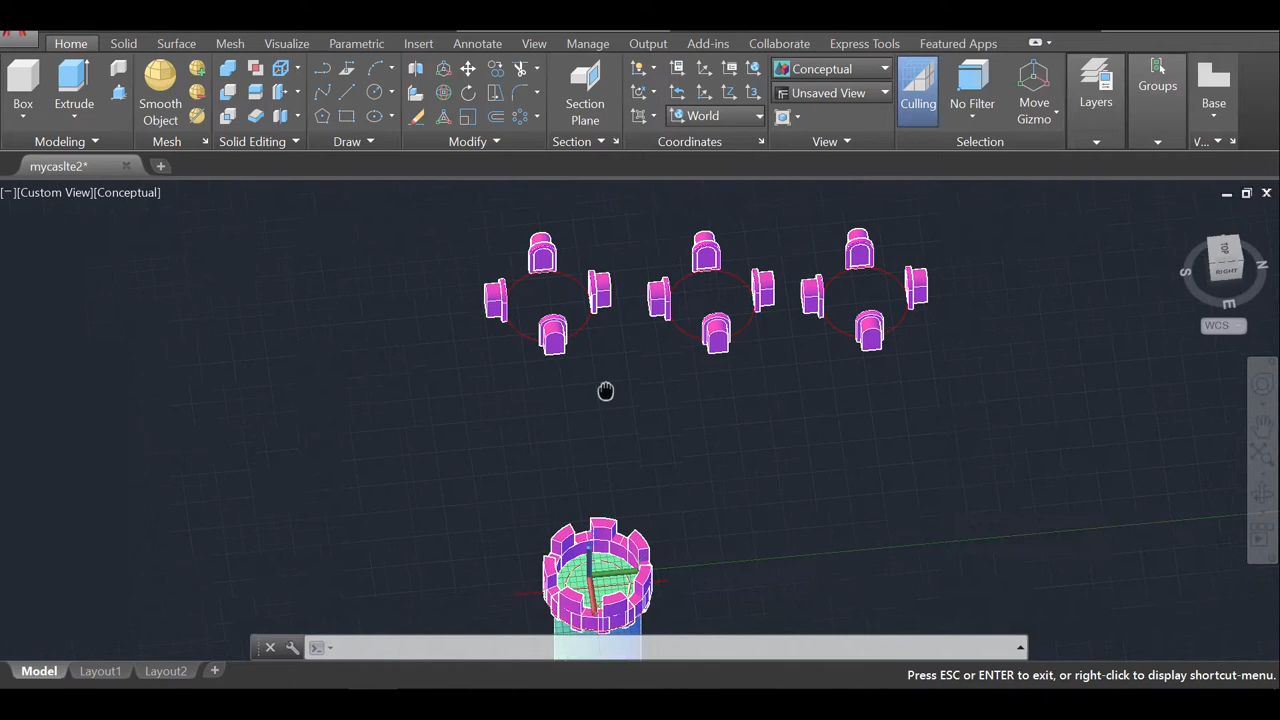 Home Solid Surface Mesh Visualize Parametric Insert Annotate View Manage Output Add-ins Collaborate Express Tools Featured Apps
Conceptual
Unsaved View
World
Box Extrude Smooth Object Section Plane Culling No Filter Move Gizmo Layers Groups Base
Modeling Mesh Solid Editing Draw Modify Section Coordinates View Selection V...
mycaslte2*
[−][Custom View][Conceptual]
TOP
RIGHT
S N
E
WCS
Model Layout1 Layout2
Press ESC or ENTER to exit, or right-click to display shortcut-menu.